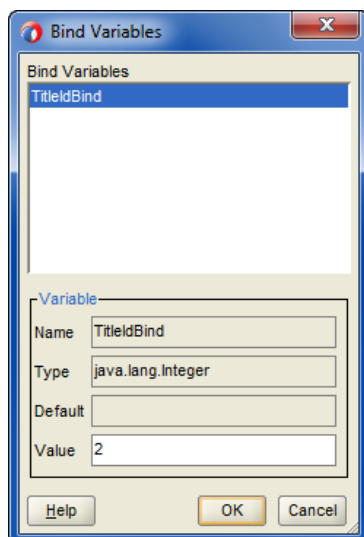 Bind Variables
Bind Variables
TitleIdBind
Variable
Name TitleIdBind
Type java.lang.Integer
Default
Value 2
Help OK Cancel